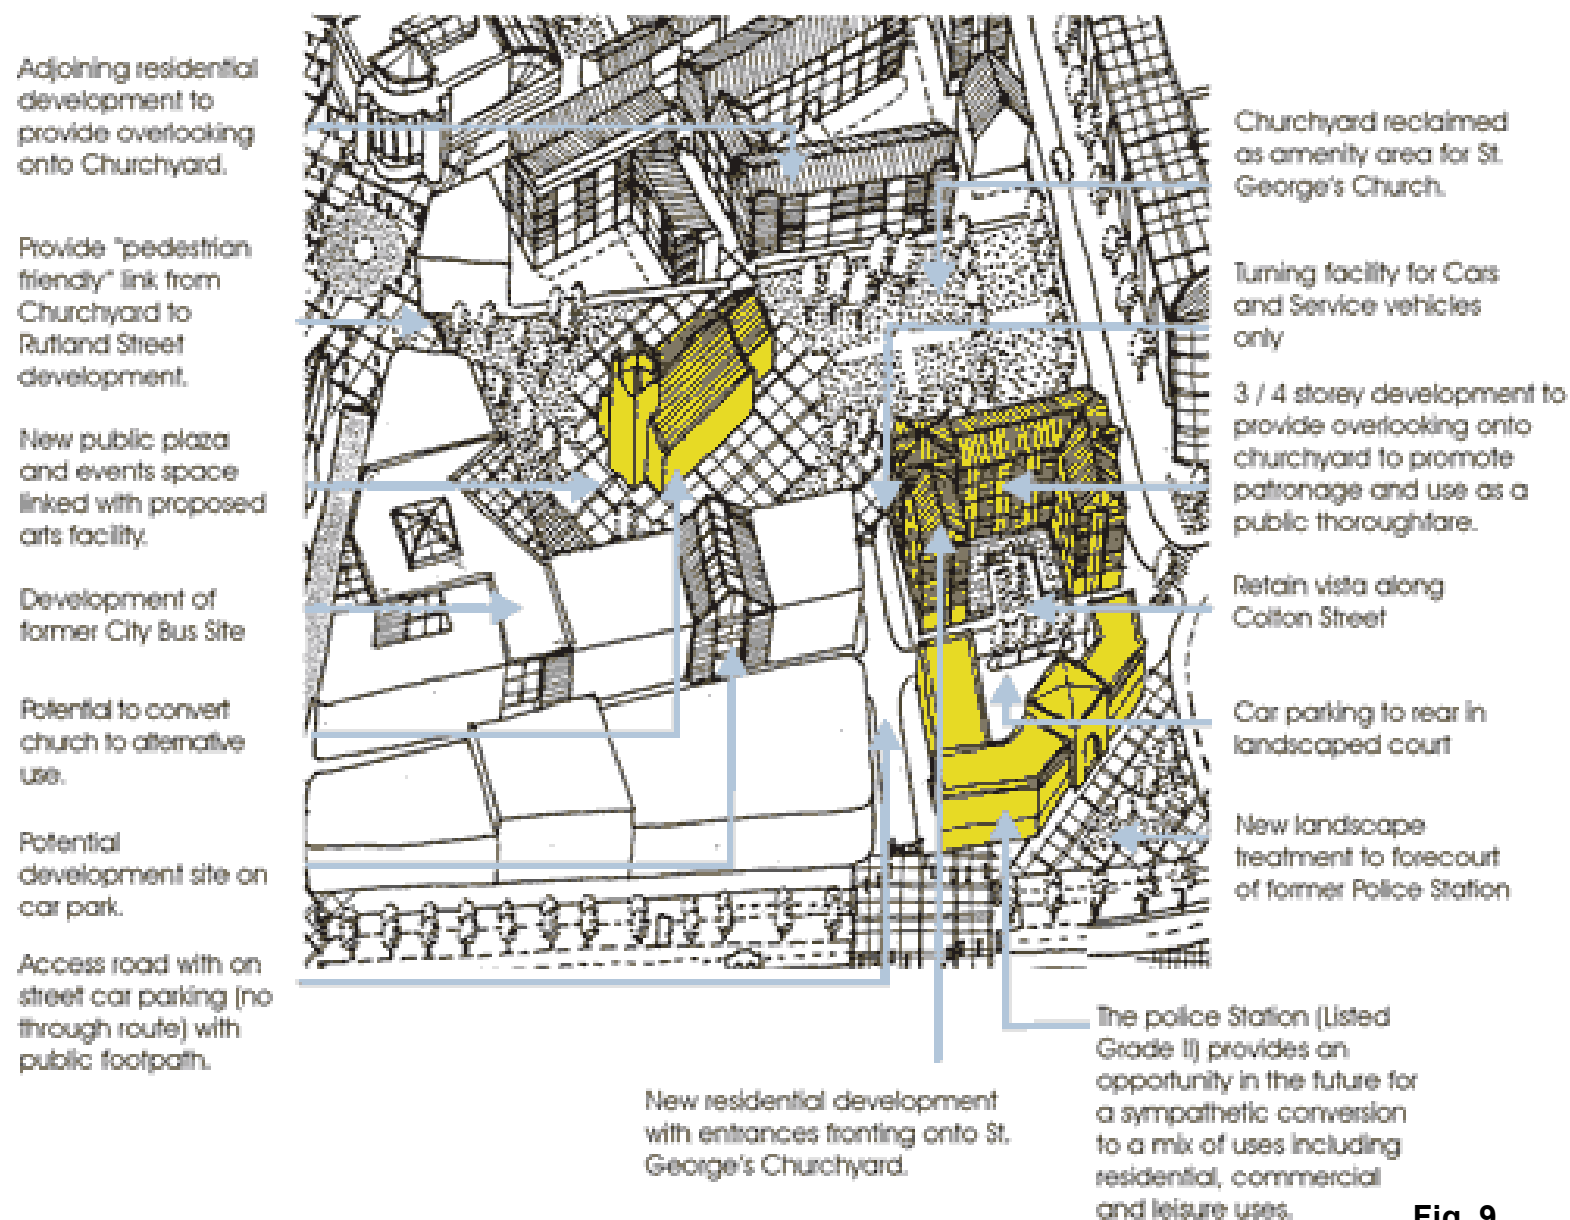 Adjoining residential
development to
provide overlooking
onto Churchyard.
Provide "pedestrian
friendly" link from
Churchyard to
Rutland Street
development.
New public plaza
and events space
linked with proposed
arts facility.
Development of
former City Bus Site
Potential to convert
church to alternative
use.
Potential
development site on
car park.
Access road with on
street car parking (no
through route) with
public footpath.
Churchyard reclaimed
as amenity area for St.
George's Church.
Turning facility for Cars
and Service vehicles
only
3 / 4 storey development to
provide overlooking onto
churchyard to promote
patronage and use as a
public thoroughfare.
Retain vista along
Colton Street
Car parking to rear in
landscaped court
New landscape
treatment to forecourt
of former Police Station
New residential development
with entrances fronting onto St.
George's Churchyard.
The police Station (Listed
Grade II) provides an
opportunity in the future for
a sympathetic conversion
to a mix of uses including
residential, commercial
and leisure uses.
Fig. 9